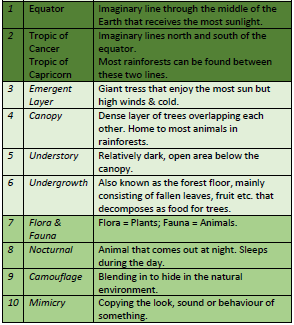 1 Equator Imaginary line through the middle of the
Earth that receives the most sunlight.
2 Tropic of Imaginary lines north and south of the
Cancer equator.
Tropic of Most rainforests can be found between
Capricorn these two lines.
3 Emergent Giant tress that enjoy the most sun but
Layer high winds & cold.
4 Canopy Dense layer of trees overlapping each
other. Home to most animals in
rainforests.
5 Understory Relatively dark, open area below the
canopy.
6 Undergrowth Also known as the forest floor, mainly
consisting of fallen leaves, fruit etc. that
decomposes as food for trees.
7 Flora & Flora = Plants; Fauna = Animals.
Fauna
8 Nocturnal Animal that comes out at night. Sleeps
during the day.
9 Camouflage Blending in to hide in the natural
environment.
10 Mimicry Copying the look, sound or behaviour of
something.